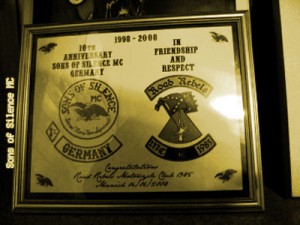 1998-2008
10TH
ANNIVERSARY
SONS OF SILENCE MC
GERMANY
IN
FRIENDSHIP
AND
RESPECT
SONS OF SILENCE
MC
GERMANY
Road Rebels
1985
Congratulations
Road Rebels Motorcycle Club 1985
Sons of Silence MC